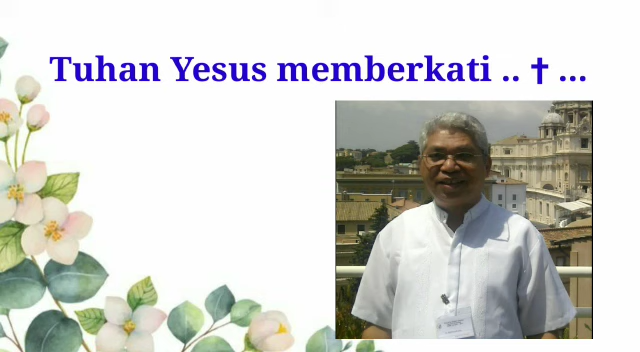 Tuhan Yesus memberkati .. ✝ ...